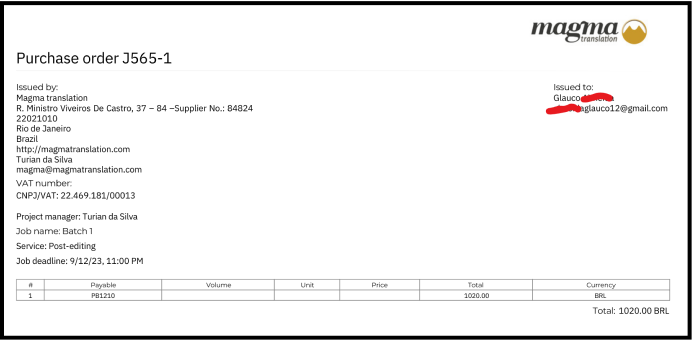 magma
translation
Purchase order J565-1
Issued by:
Magma translation
R. Ministro Viveiros De Castro, 37 – 84 –Supplier No.: 84824
22021010
Rio de Janeiro
Brazil
http://magmatranslation.com
Turian da Silva
magma@magmatranslation.com
VAT number:
CNPJ/VAT: 22.469.181/00013
Issued to:
Glauco
aglauco12@gmail.com
Project manager: Turian da Silva
Job name: Batch 1
Service: Post-editing
Job deadline: 9/12/23, 11:00 PM
# Payable Volume Unit Price Total Currency
1 PB1210 1020.00 BRL
Total: 1020.00 BRL